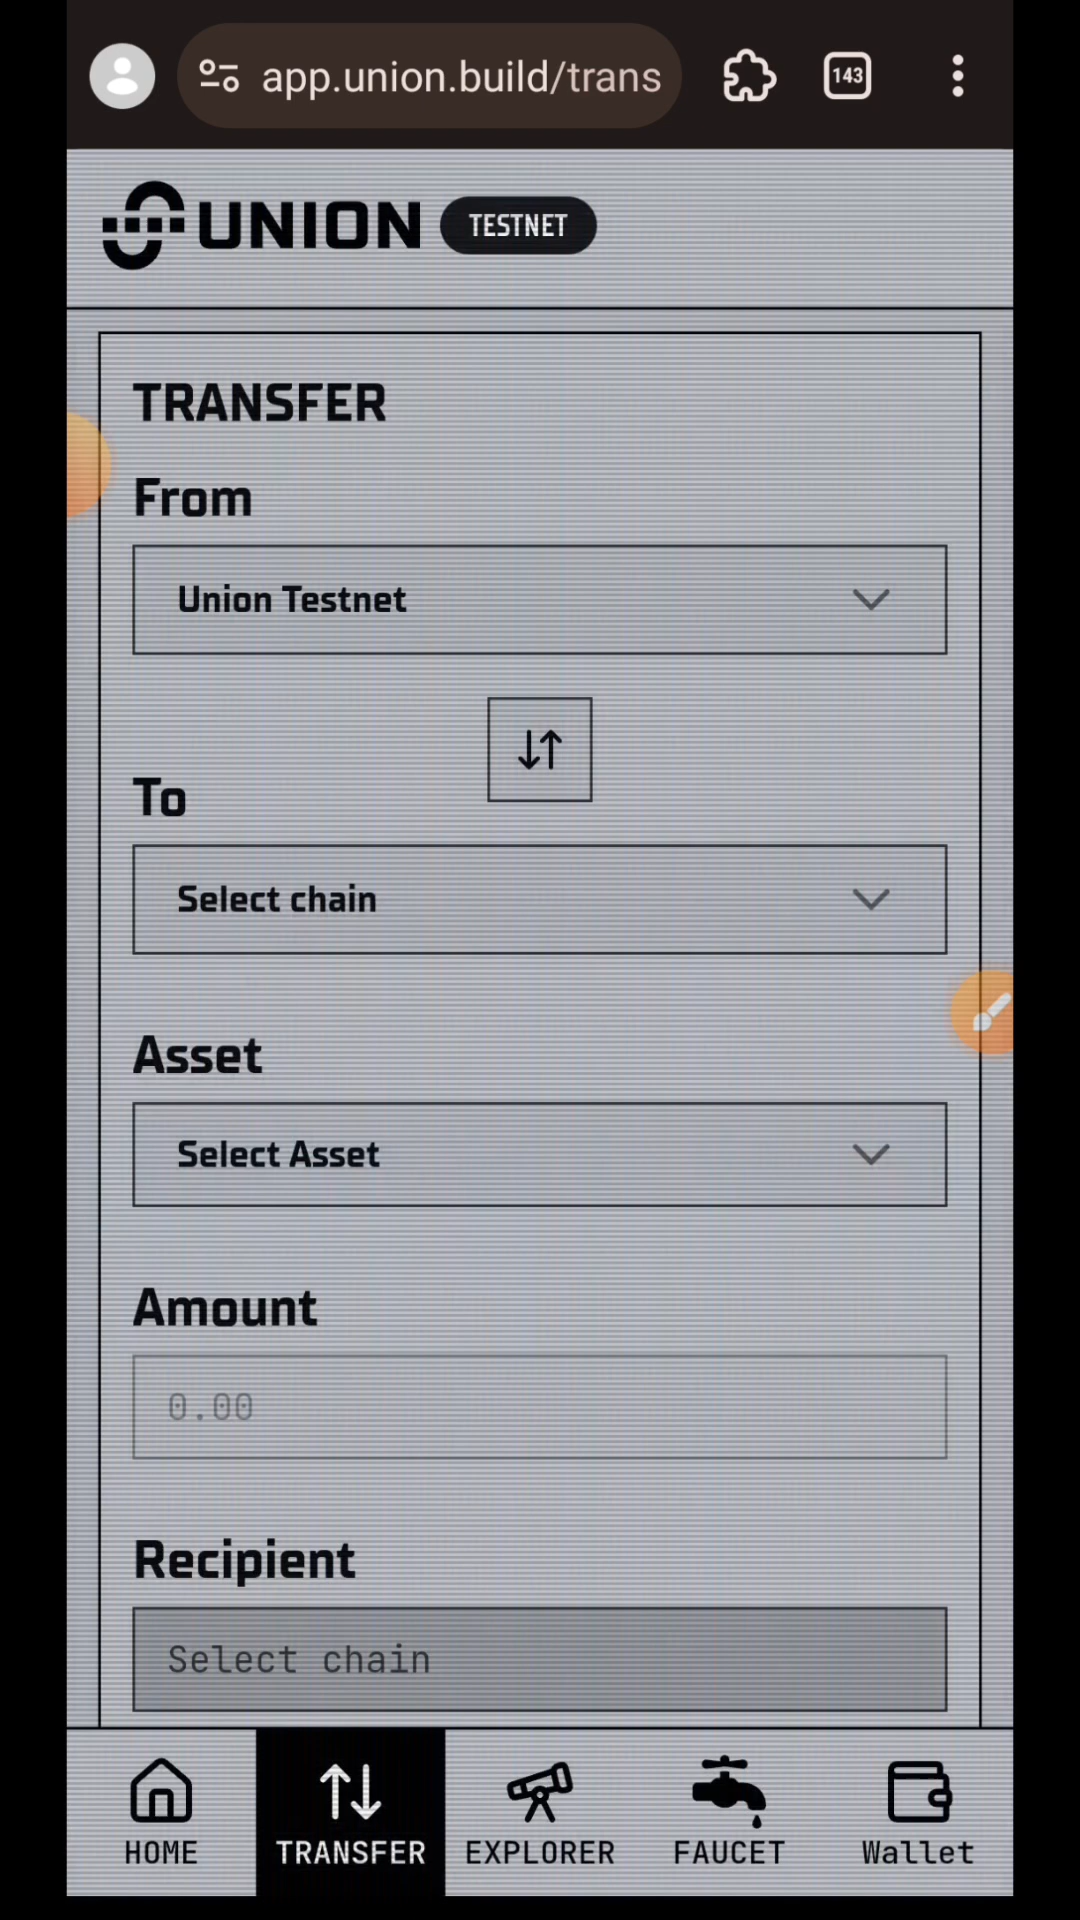 app.union.build/trans
143
UNION
TESTNET
TRANSFER
From
Union Testnet
To
Select chain
Asset
Select Asset
Amount
0.00
Recipient
Select chain
HOME
TRANSFER
EXPLORER
FAUCET
Wallet